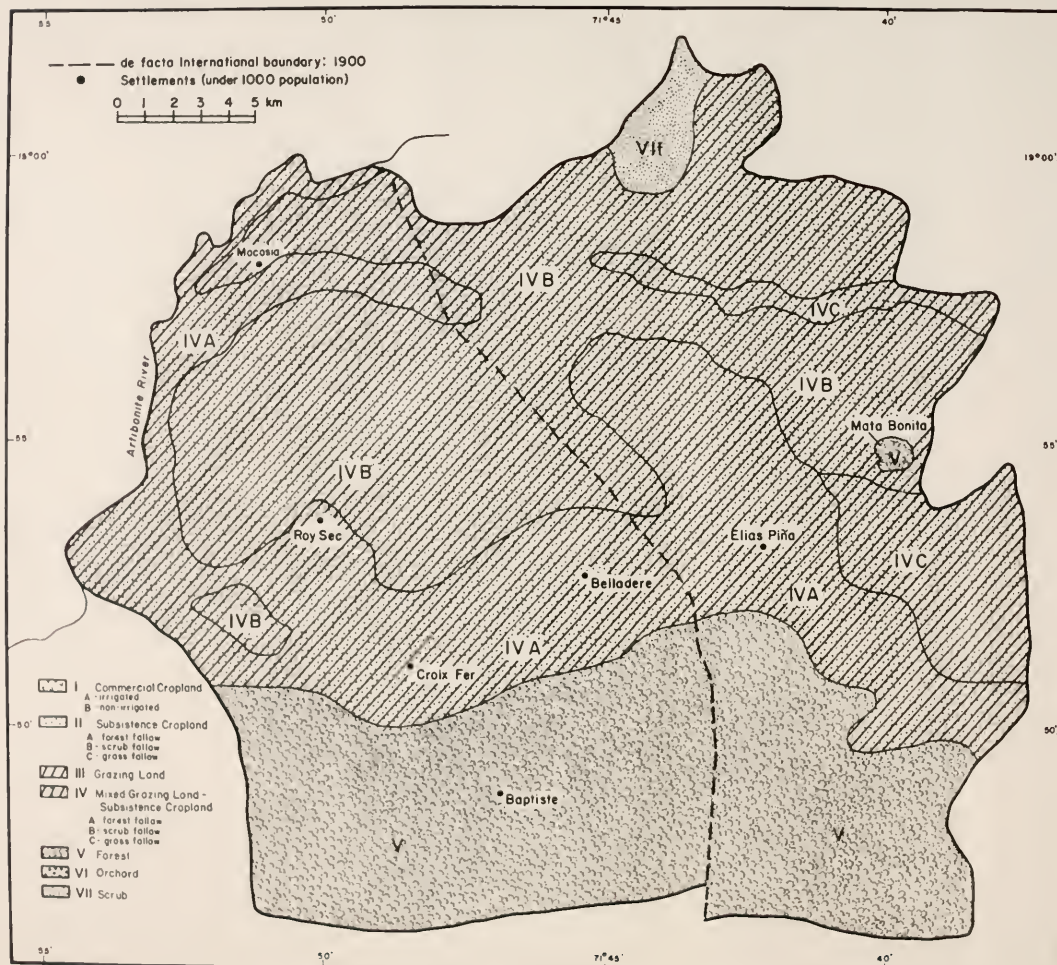 55'
50'
71°45'
40'
de facta International boundary: 1900
Settlements (under 1000 population)
0 1 2 3 4 5 km
19°00'
19°00'
VII
IVB
Mocosia
IVA
IVC
IVB
Mata Bonita
V
55'
55'
Artibonite River
IVB
Roy Sec
Elias Piña
Belladere
IVC
IVA
IVB
IVA
Croix Fer
I Commercial Cropland
A - irrigated
B - non-irrigated
II Subsistence Cropland
A forest fallow
B - scrub fallow
C - grass fallow
III Grazing Land
IV Mixed Grazing Land -
Subsistence Cropland
A forest fallow
B - scrub fallow
C - grass fallow
V Forest
VI Orchard
VII Scrub
50'
50'
Baptiste
V
V
55'
50'
71°45'
40'